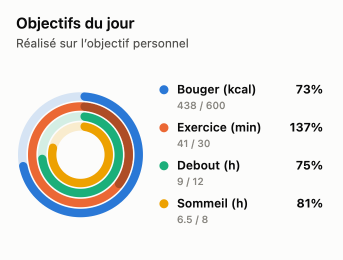 Objectifs du jour
Réalisé sur l'objectif personnel
Bouger (kcal) 73%
438 / 600
Exercice (min) 137%
41 / 30
Debout (h) 75%
9 / 12
Sommeil (h) 81%
6.5 / 8